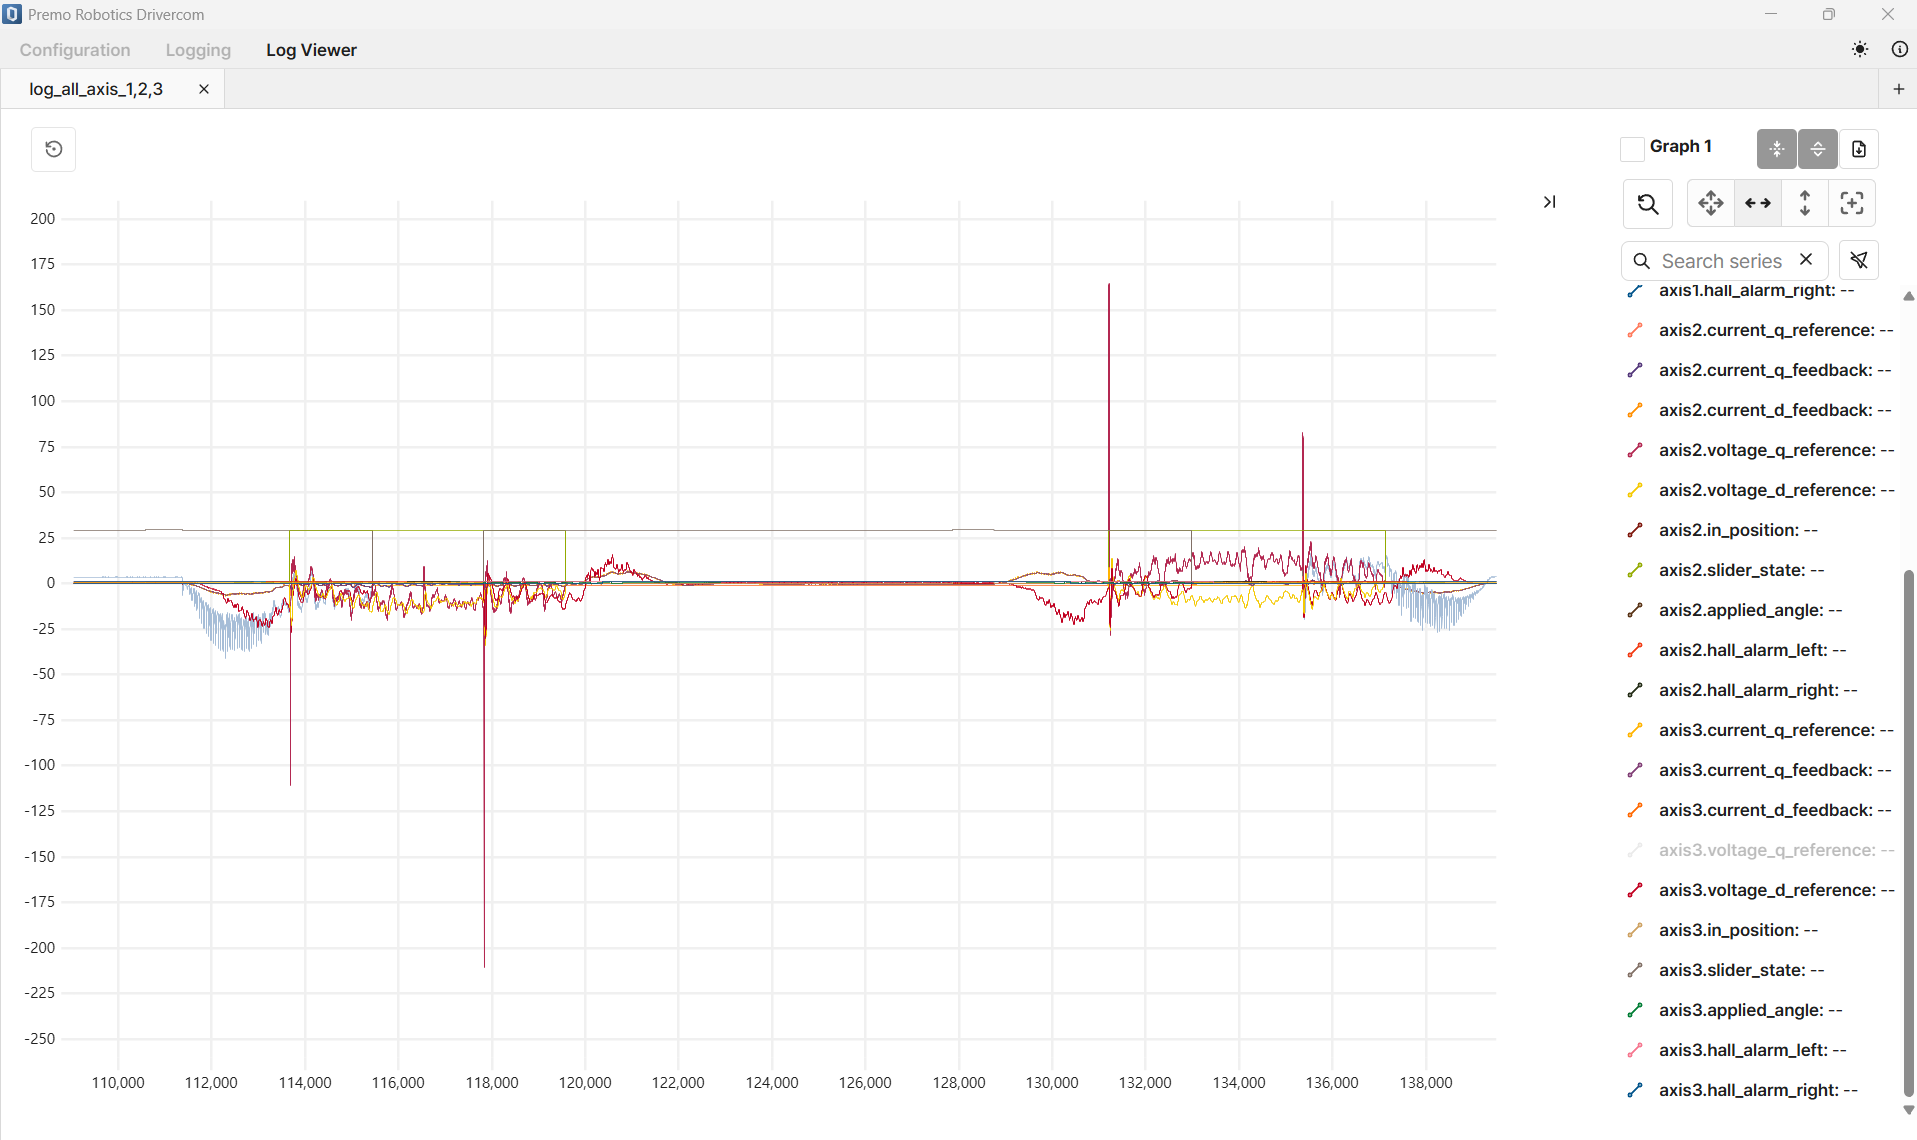 Premo Robotics Drivercom
Configuration Logging Log Viewer
log_all_axis_1,2,3
Graph 1
Search series
200
175
150
125
100
75
50
25
0
-25
-50
-75
-100
-125
-150
-175
-200
-225
-250
110,000 112,000 114,000 116,000 118,000 120,000 122,000 124,000 126,000 128,000 130,000 132,000 134,000 136,000 138,000
axis1.hall_alarm_right: --
axis2.current_q_reference: --
axis2.current_q_feedback: --
axis2.current_d_feedback: --
axis2.voltage_q_reference: --
axis2.voltage_d_reference: --
axis2.in_position: --
axis2.slider_state: --
axis2.applied_angle: --
axis2.hall_alarm_left: --
axis2.hall_alarm_right: --
axis3.current_q_reference: --
axis3.current_q_feedback: --
axis3.current_d_feedback: --
axis3.voltage_q_reference: --
axis3.voltage_d_reference: --
axis3.in_position: --
axis3.slider_state: --
axis3.applied_angle: --
axis3.hall_alarm_left: --
axis3.hall_alarm_right: --